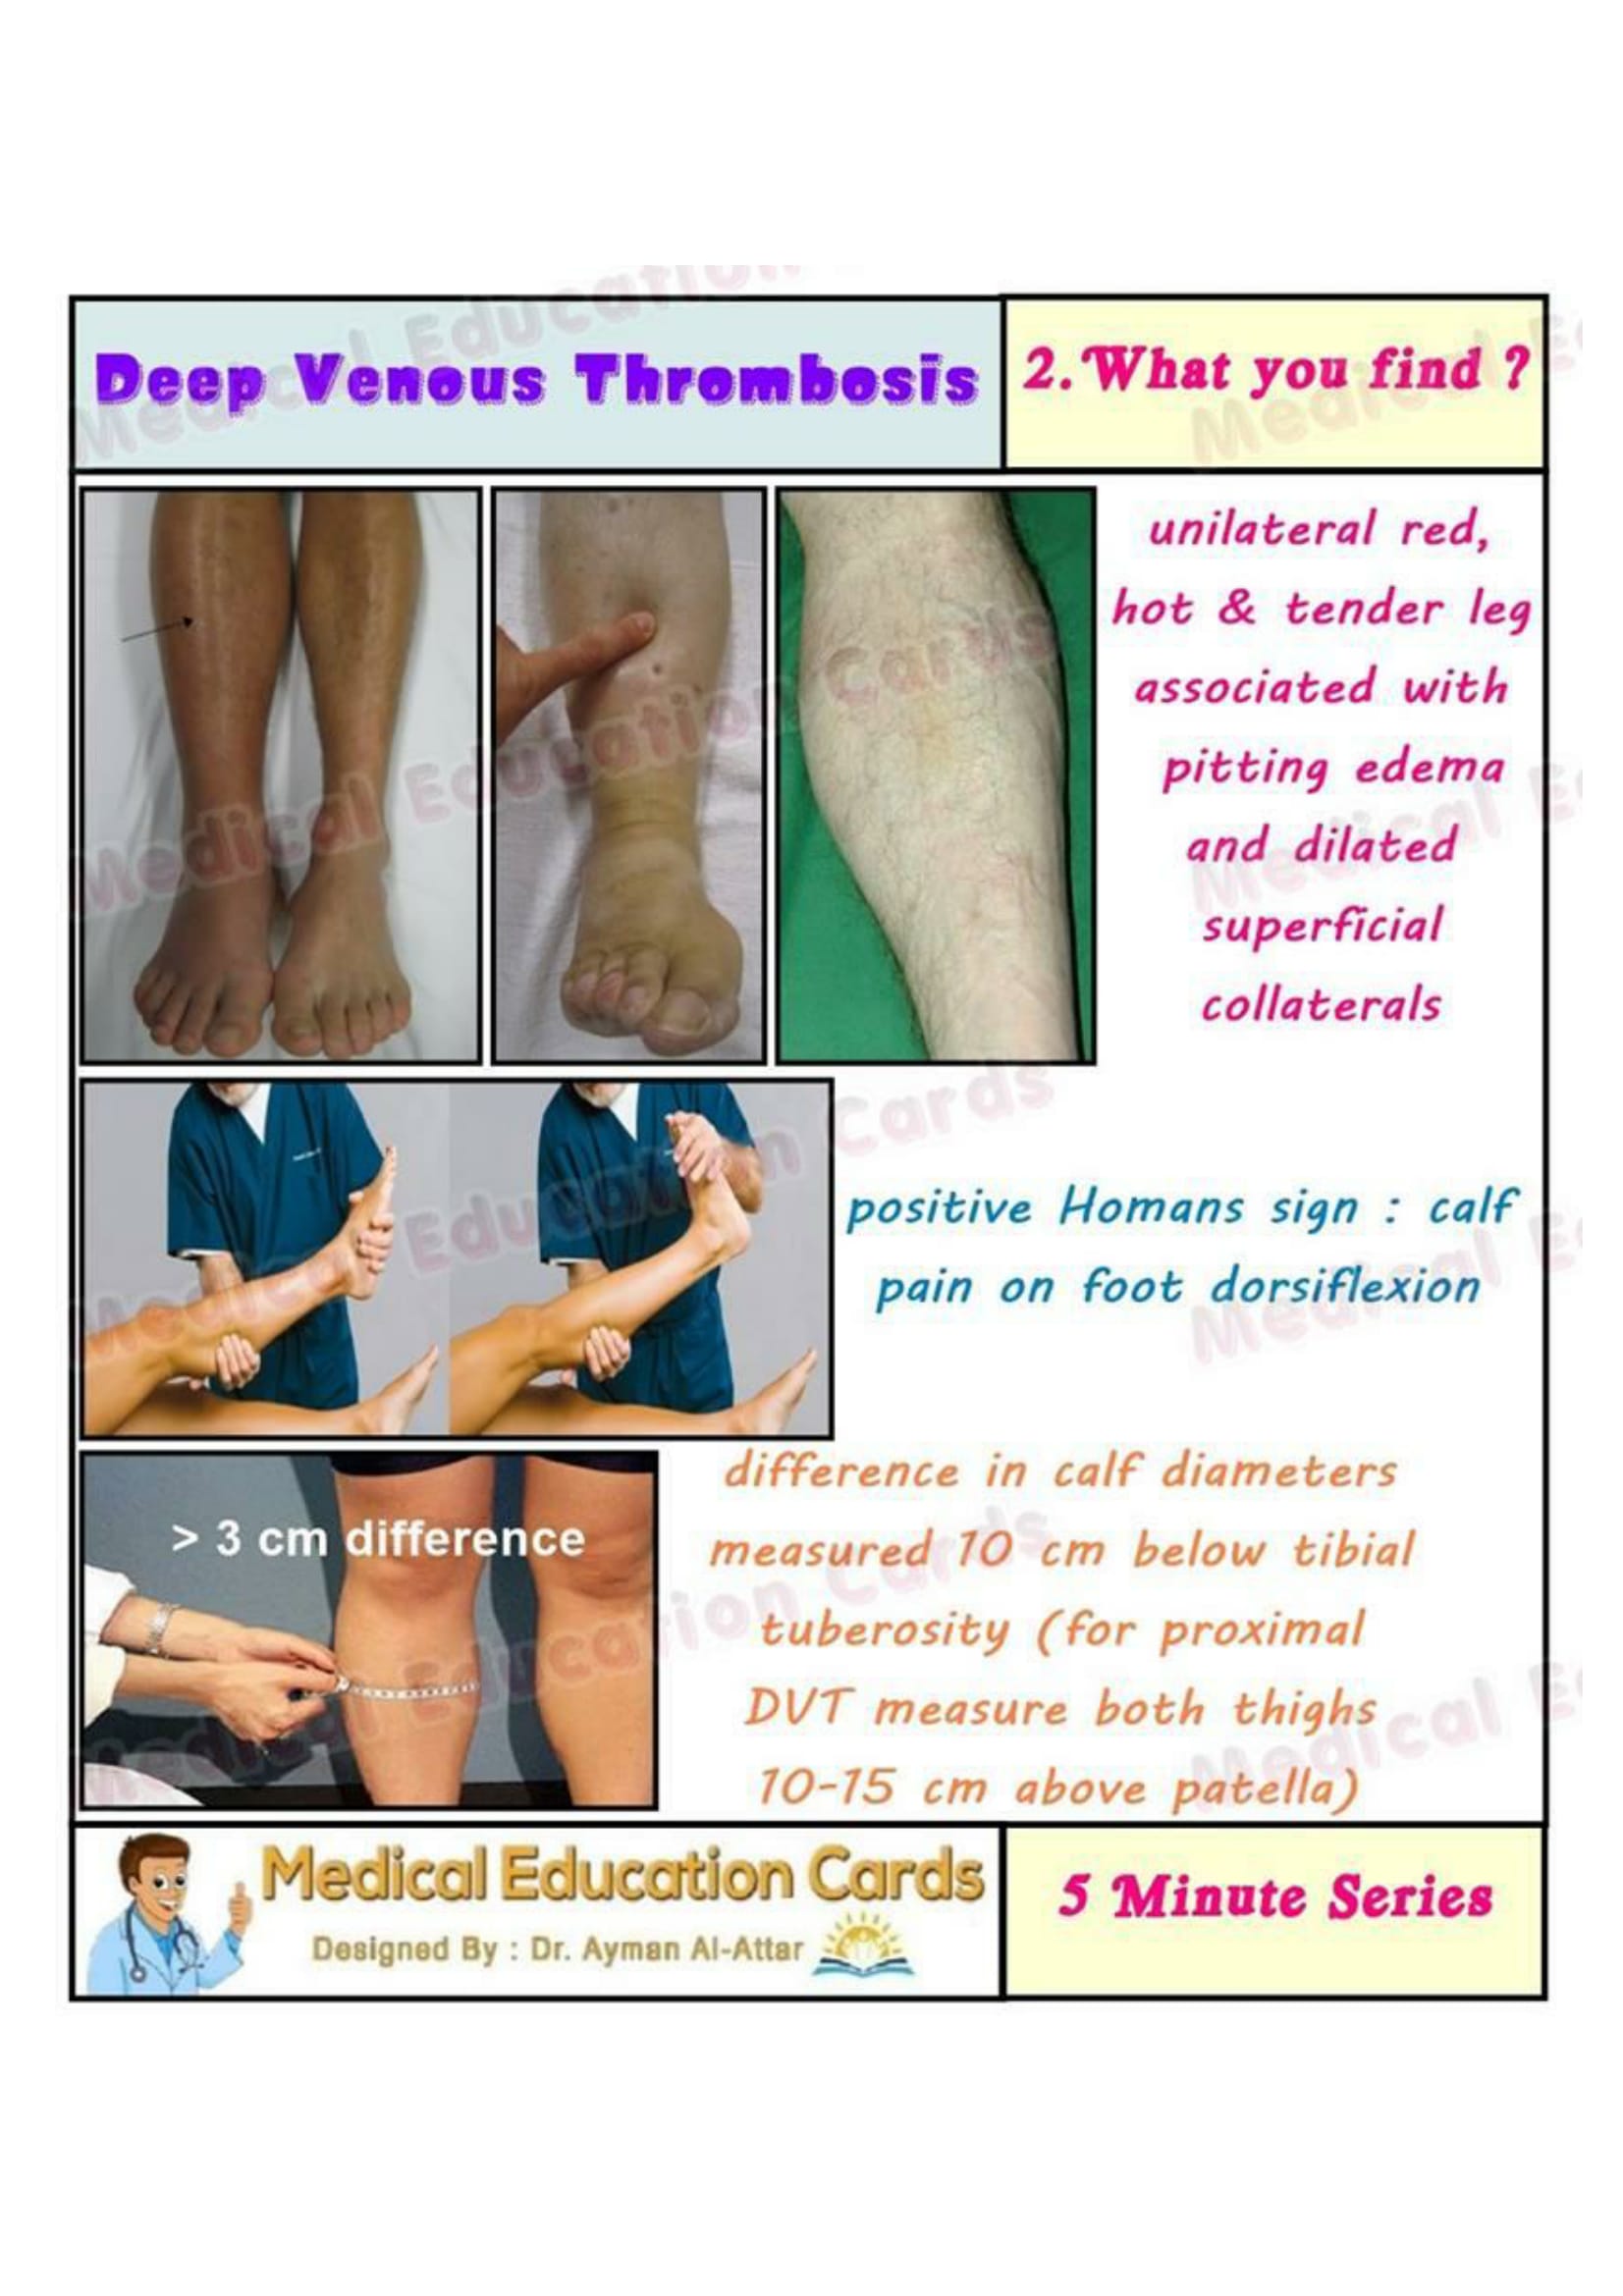 Deep Venous Thrombosis
2. What you find ?
unilateral red,
hot & tender leg
associated with
pitting edema
and dilated
superficial
collaterals
positive Homans sign : calf
pain on foot dorsiflexion
> 3 cm difference
difference in calf diameters
measured 10 cm below tibial
tuberosity (for proximal
DVT measure both thighs
10-15 cm above patella)
Medical Education Cards
Designed By : Dr. Ayman Al-Attar
5 Minute Series
Medical Education Cards